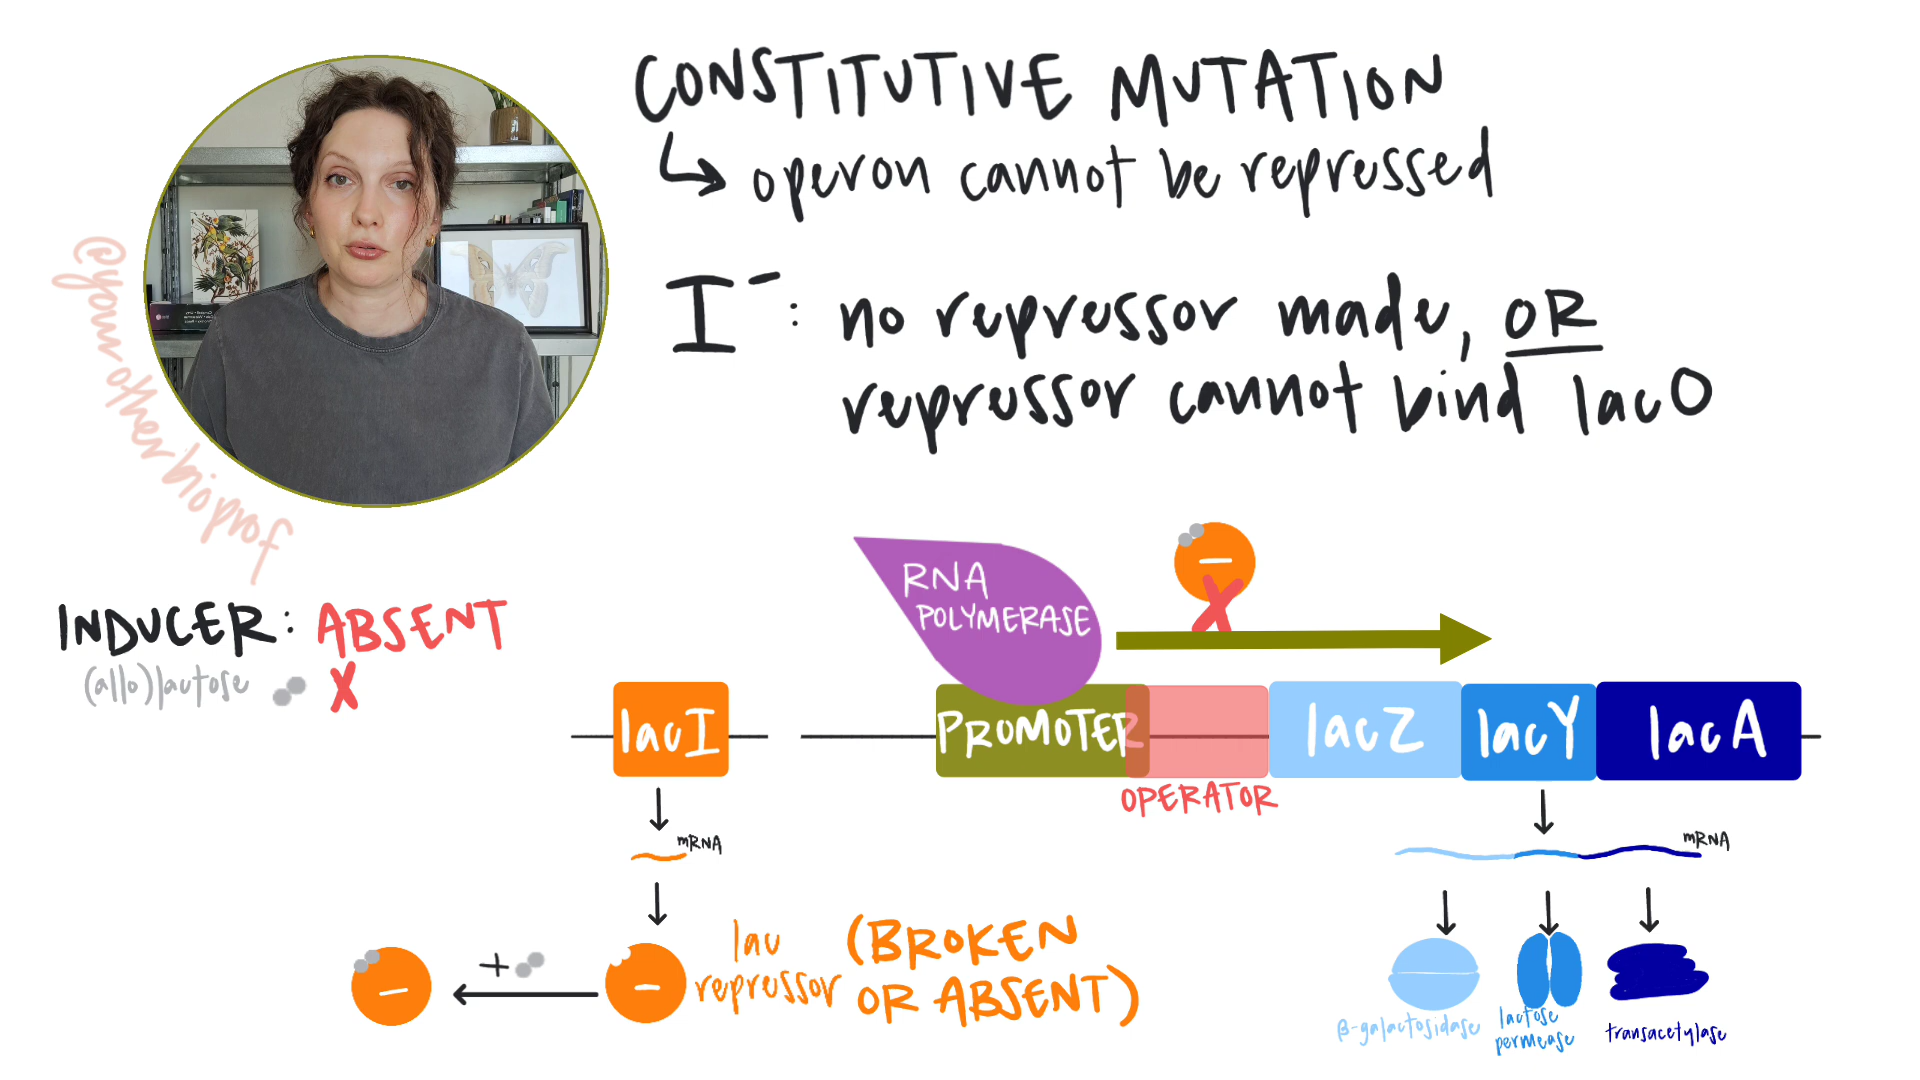 CONSTITUTIVE MUTATION
↳ operon cannot be repressed
I⁻: no repressor made, OR
repressor cannot bind lacO
@yourotherbioprof
INDUCER: ABSENT
(allo)lactose X
RNA
POLYMERASE
−
X
lacI
PROMOTER
OPERATOR
lacZ
lacY
lacA
mRNA
mRNA
−
+
−
lac
repressor
(BROKEN
OR ABSENT)
β-galactosidase
lactose
permease
transacetylase